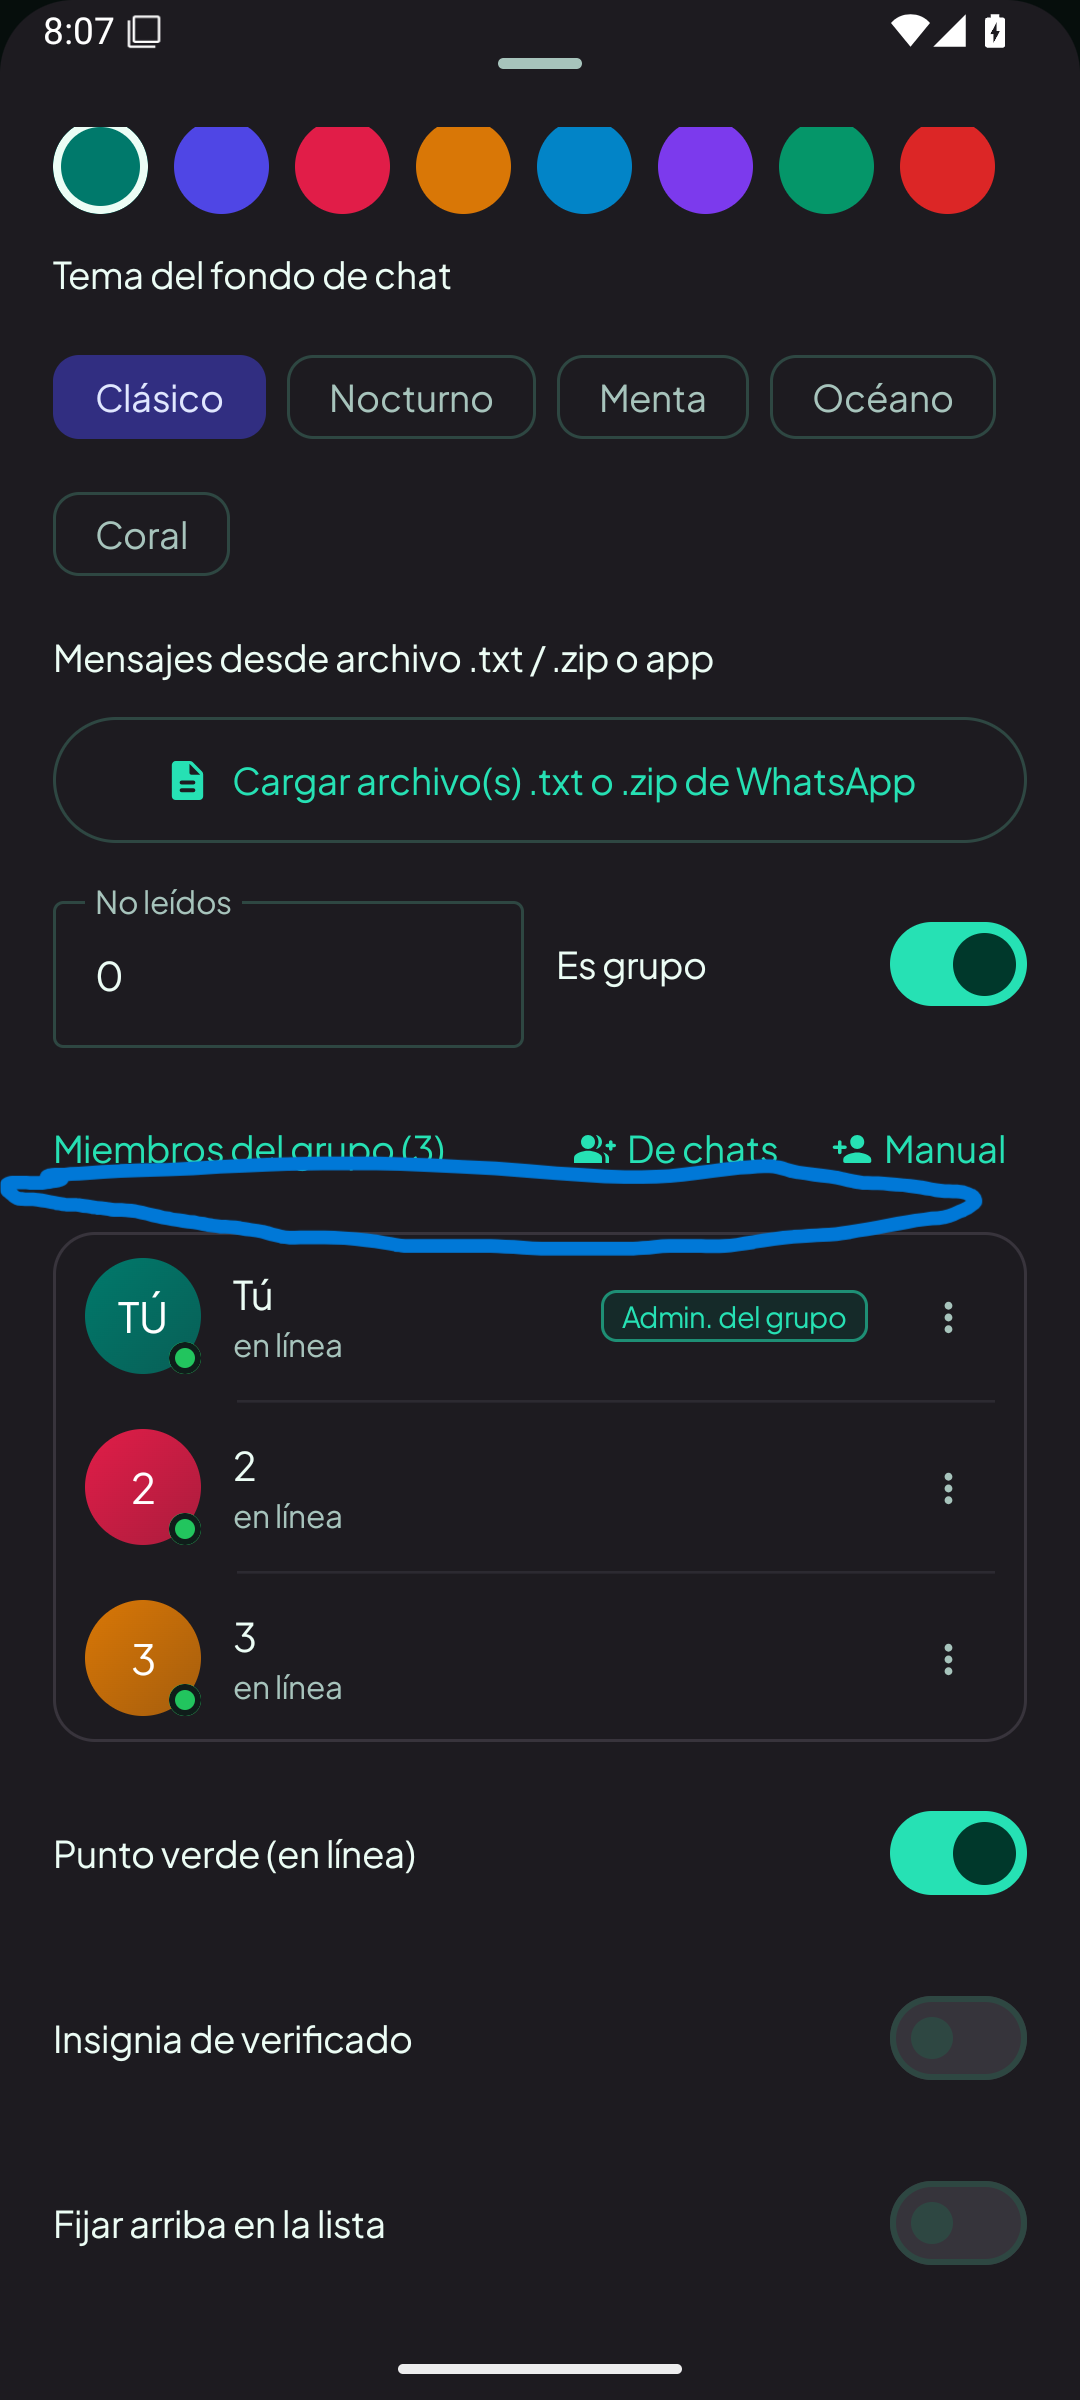 8:07
Tema del fondo de chat
Clásico Nocturno Menta Océano
Coral
Mensajes desde archivo .txt / .zip o app
Cargar archivo(s) .txt o .zip de WhatsApp
No leídos
0
Es grupo
Miembros del grupo (3) De chats Manual
TÚ
Tú
en línea
Admin. del grupo
2
2
en línea
3
3
en línea
Punto verde (en línea)
Insignia de verificado
Fijar arriba en la lista